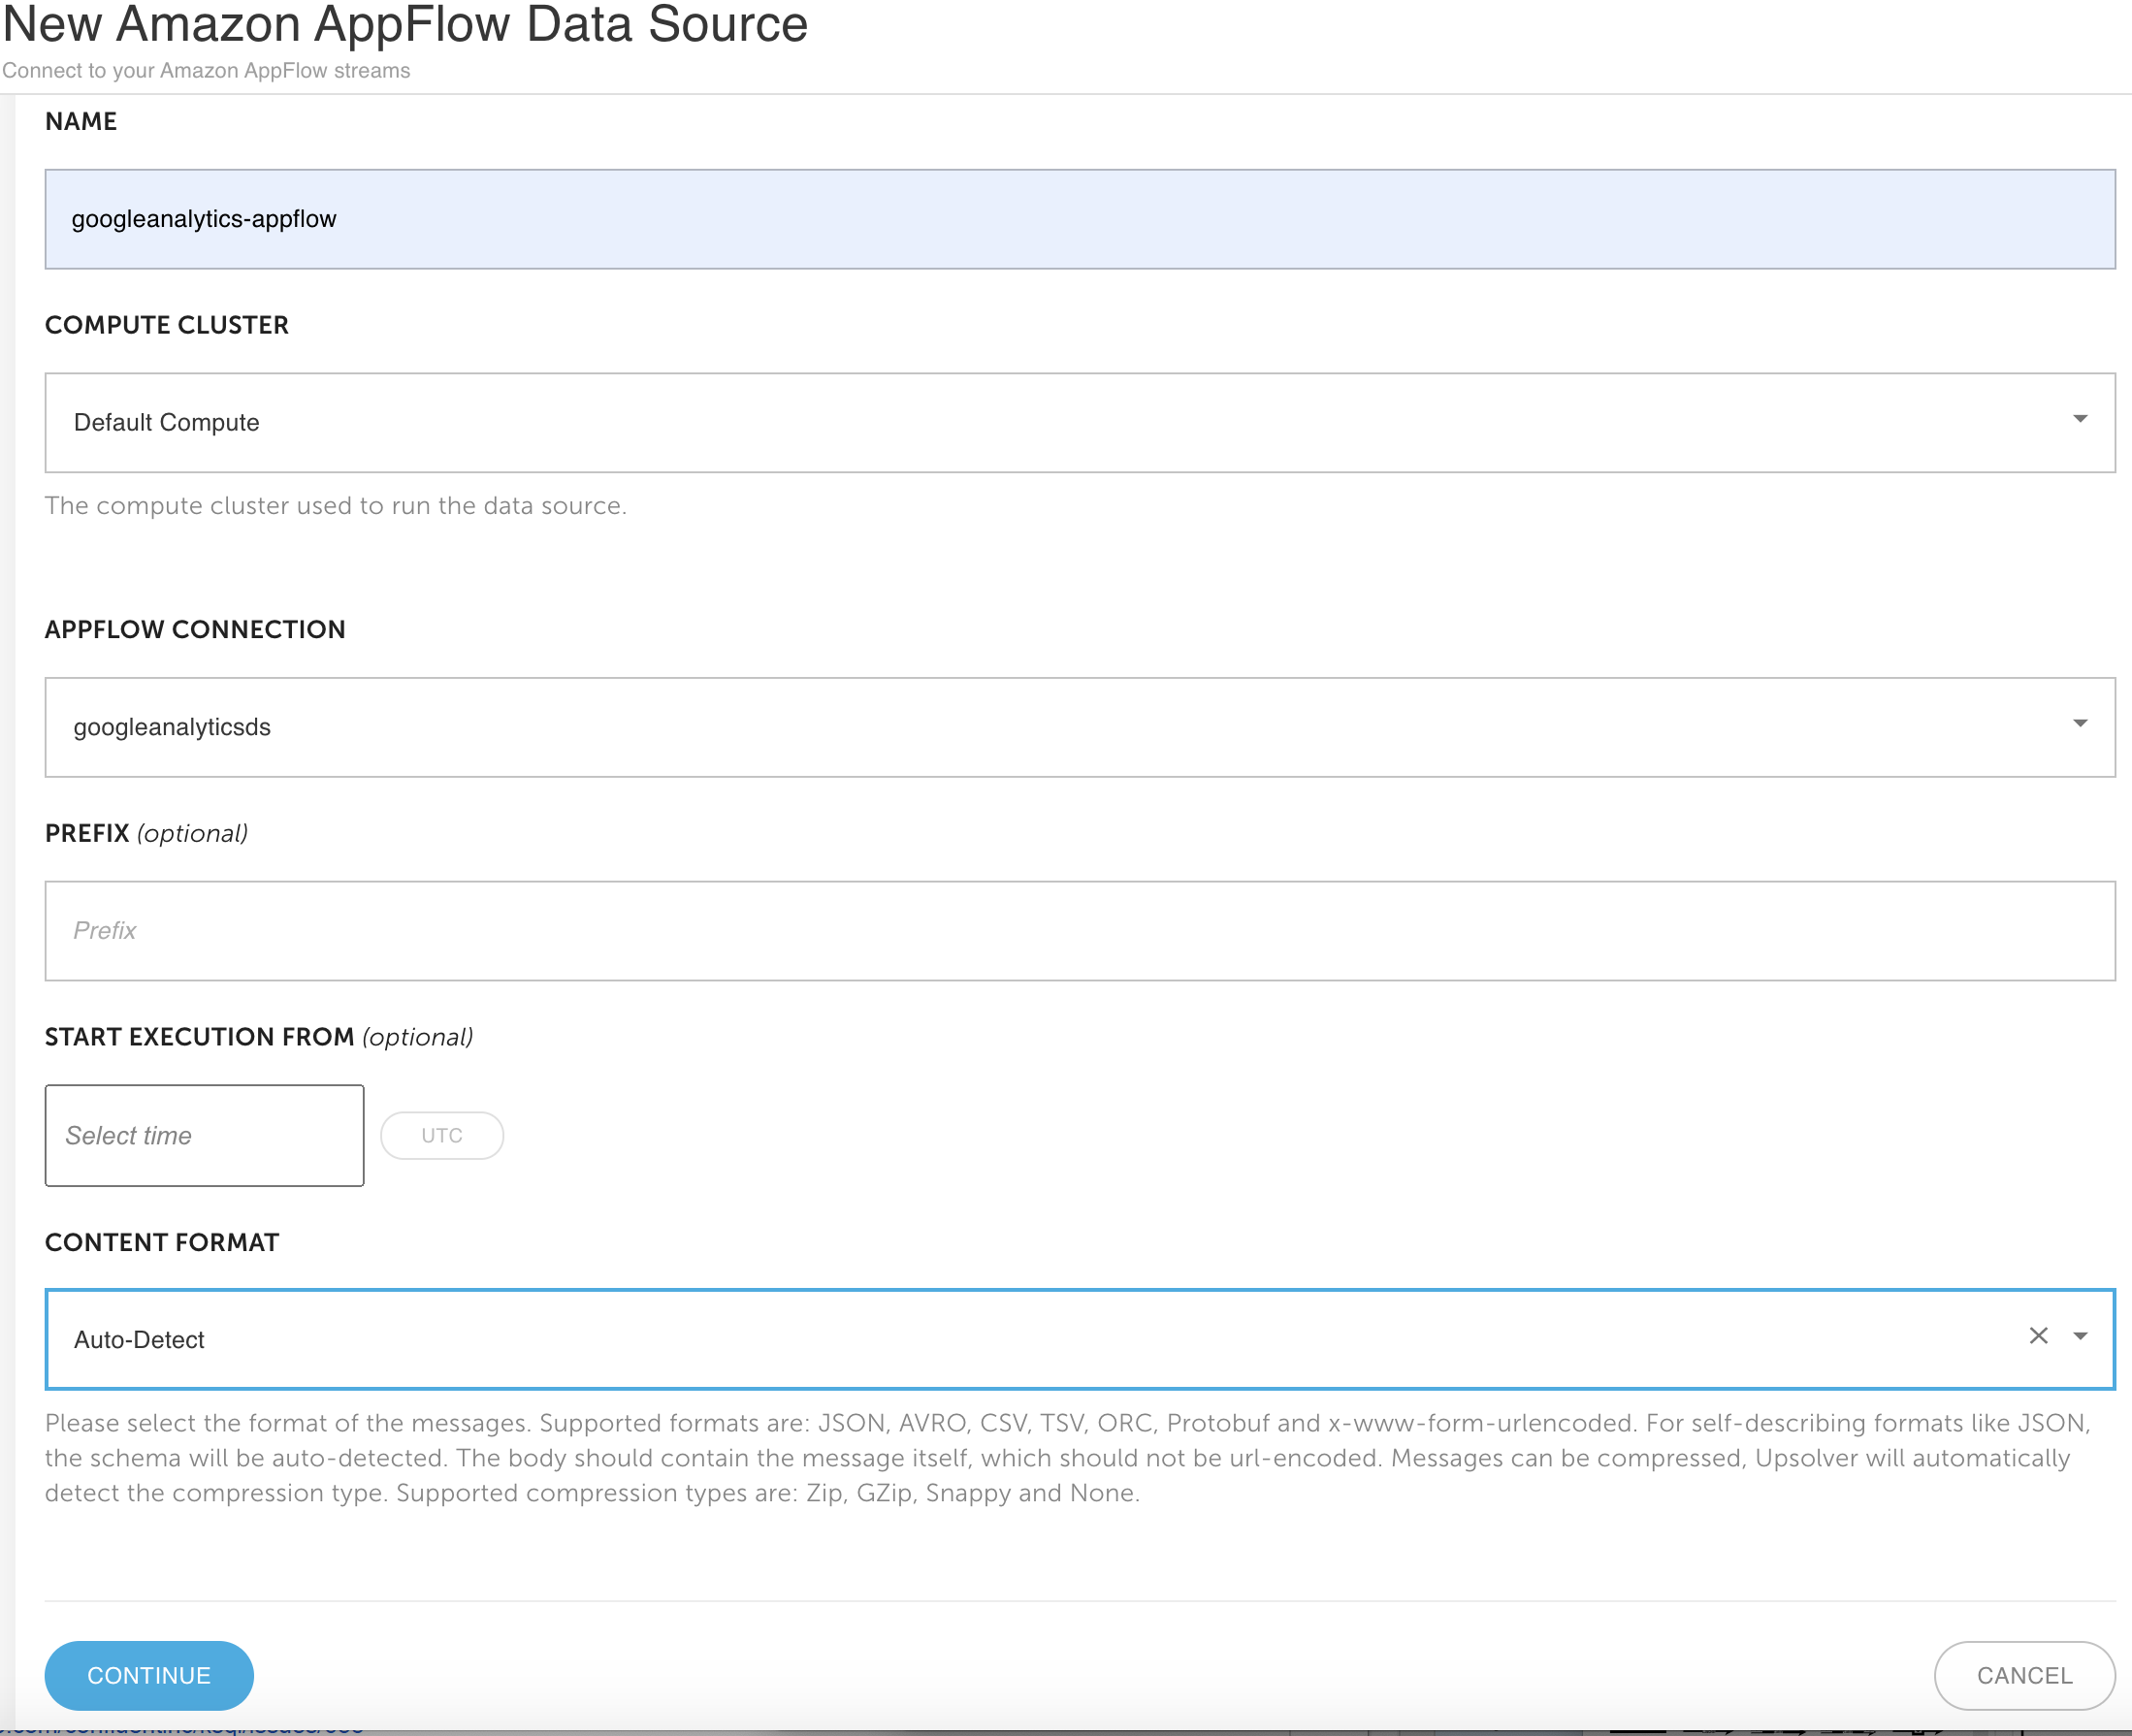 New Amazon AppFlow Data Source
Connect to your Amazon AppFlow streams
NAME
googleanalytics-appflow
COMPUTE CLUSTER
Default Compute
The compute cluster used to run the data source.
APPFLOW CONNECTION
googleanalyticsds
PREFIX (optional)
Prefix
START EXECUTION FROM (optional)
Select time
UTC
CONTENT FORMAT
Auto-Detect
Please select the format of the messages. Supported formats are: JSON, AVRO, CSV, TSV, ORC, Protobuf and x-www-form-urlencoded. For self-describing formats like JSON,
the schema will be auto-detected. The body should contain the message itself, which should not be url-encoded. Messages can be compressed, Upsolver will automatically
detect the compression type. Supported compression types are: Zip, GZip, Snappy and None.
CONTINUE
CANCEL